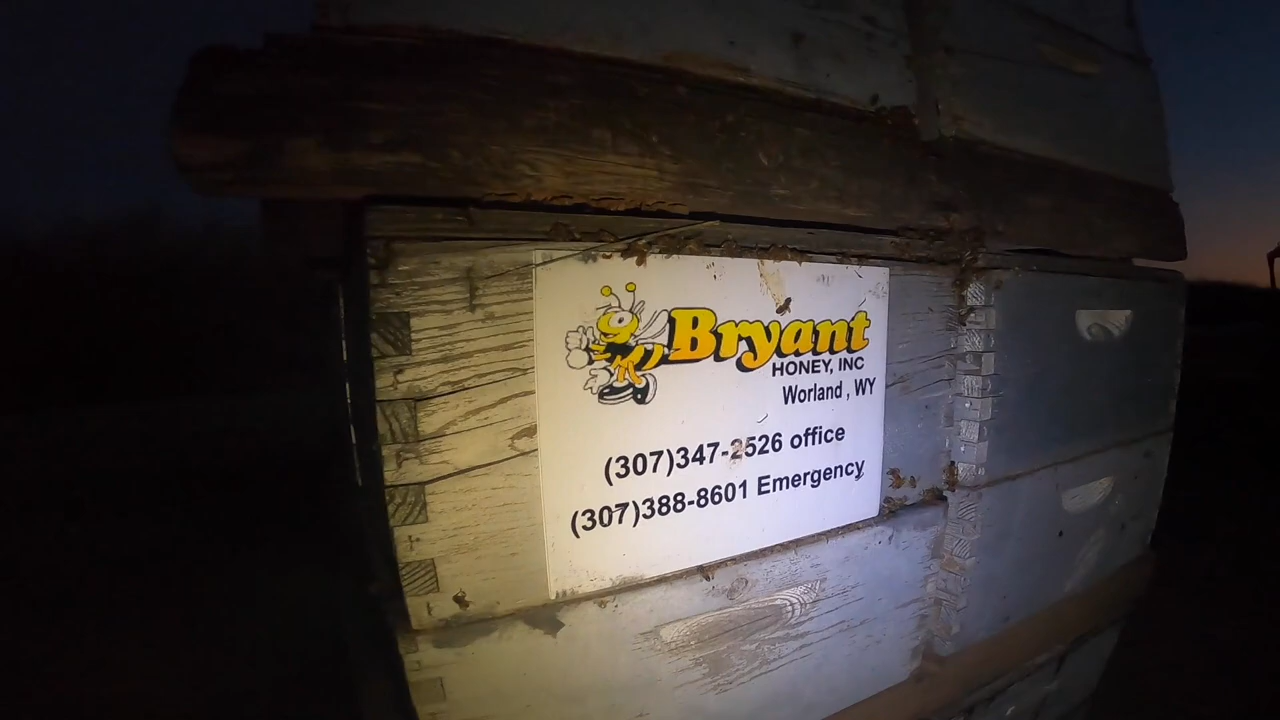 Bryant
HONEY, INC
Worland , WY
(307)347-2526 office
(307)388-8601 Emergency